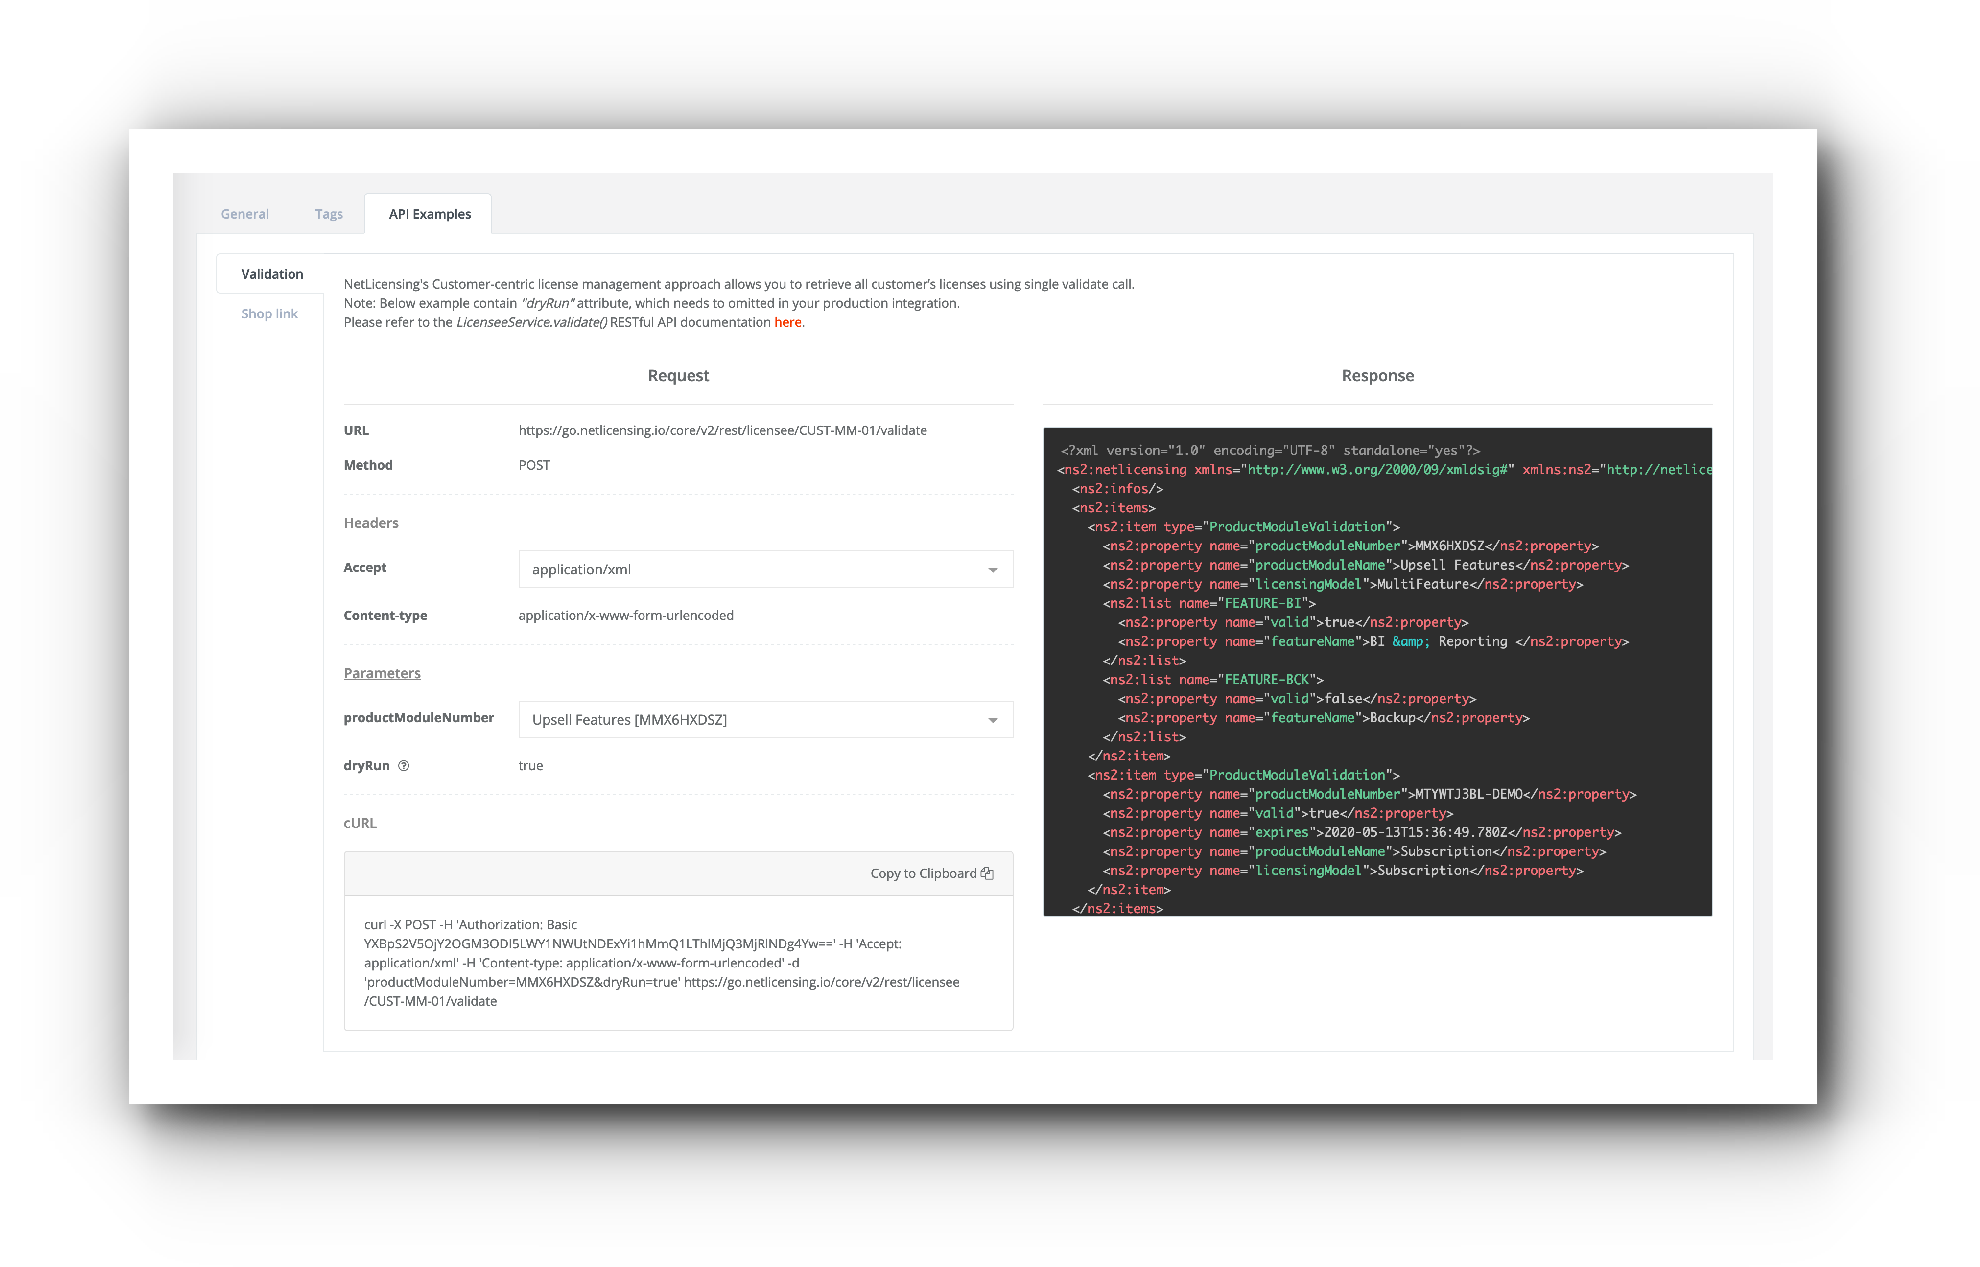 General
Tags
API Examples
Validation
Shop link
NetLicensing's Customer-centric license management approach allows you to retrieve all customer's licenses using single validate call.
Note: Below example contain "dryRun" attribute, which needs to omitted in your production integration.
Please refer to the LicenseeService.validate() RESTful API documentation here.
Request
URL https://go.netlicensing.io/core/v2/rest/licensee/CUST-MM-01/validate
Method POST
Headers
Accept application/xml
Content-type application/x-www-form-urlencoded
Parameters
productModuleNumber Upsell Features [MMX6HXDSZ]
dryRun true
cURL
Copy to Clipboard
curl -X POST -H 'Authorization: Basic
-H 'Accept:
application/xml' -H 'Content-type: application/x-www-form-urlencoded' -d
'productModuleNumber=MMX6HXDSZ&dryRun=true' https://go.netlicensing.io/core/v2/rest/licensee
/CUST-MM-01/validate
Response
<?xml version="1.0" encoding="UTF-8" standalone="yes"?>
<ns2:netlicensing xmlns="http://www.w3.org/2000/09/xmldsig#" xmlns:ns2="http://netlice
<ns2:infos/>
<ns2:items>
<ns2:item type="ProductModuleValidation">
<ns2:property name="productModuleNumber">MMX6HXDSZ</ns2:property>
<ns2:property name="productModuleName">Upsell Features</ns2:property>
<ns2:property name="licensingModel">MultiFeature</ns2:property>
<ns2:list name="FEATURE-BI">
<ns2:property name="valid">true</ns2:property>
<ns2:property name="featureName">BI &amp; Reporting </ns2:property>
</ns2:list>
<ns2:list name="FEATURE-BCK">
<ns2:property name="valid">false</ns2:property>
<ns2:property name="featureName">Backup</ns2:property>
</ns2:list>
</ns2:item>
<ns2:item type="ProductModuleValidation">
<ns2:property name="productModuleNumber">MTYWTJ3BL-DEMO</ns2:property>
<ns2:property name="valid">true</ns2:property>
<ns2:property name="expires">2020-05-13T15:36:49.780Z</ns2:property>
<ns2:property name="productModuleName">Subscription</ns2:property>
<ns2:property name="licensingModel">Subscription</ns2:property>
</ns2:item>
</ns2:items>